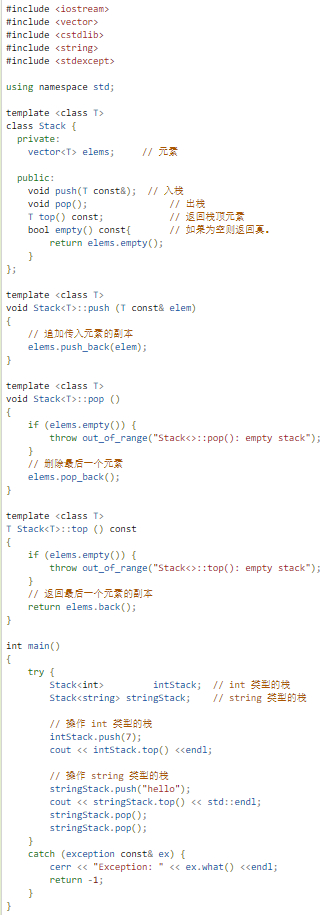 #include <iostream>
#include <vector>
#include <cstdlib>
#include <string>
#include <stdexcept>

using namespace std;

template <class T>
class Stack {
  private:
    vector<T> elems;     // 元素

  public:
    void push(T const&);  // 入栈
    void pop();               // 出栈
    T top() const;            // 返回栈顶元素
    bool empty() const{       // 如果为空则返回真。
        return elems.empty();
    }
};

template <class T>
void Stack<T>::push (T const& elem)
{
    // 追加传入元素的副本
    elems.push_back(elem);
}

template <class T>
void Stack<T>::pop ()
{
    if (elems.empty()) {
        throw out_of_range("Stack<>::pop(): empty stack");
    }
    // 删除最后一个元素
    elems.pop_back();
}

template <class T>
T Stack<T>::top () const
{
    if (elems.empty()) {
        throw out_of_range("Stack<>::top(): empty stack");
    }
    // 返回最后一个元素的副本
    return elems.back();
}

int main()
{
    try {
        Stack<int>         intStack;  // int 类型的栈
        Stack<string> stringStack;    // string 类型的栈

        // 操作 int 类型的栈
        intStack.push(7);
        cout << intStack.top() <<endl;

        // 操作 string 类型的栈
        stringStack.push("hello");
        cout << stringStack.top() << std::endl;
        stringStack.pop();
        stringStack.pop();
    }
    catch (exception const& ex) {
        cerr << "Exception: " << ex.what() <<endl;
        return -1;
    }
}